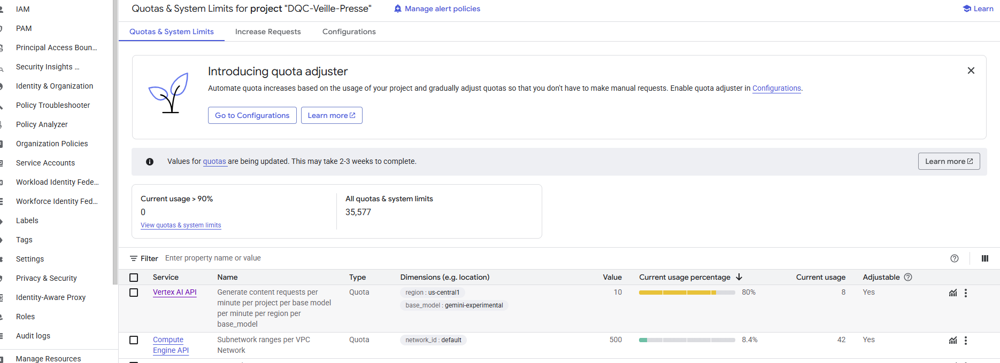 IAM
PAM
Principal Access Boun...
Security Insights ...
Identity & Organization
Policy Troubleshooter
Policy Analyzer
Organization Policies
Service Accounts
Workload Identity Fede...
Workforce Identity Fed...
Labels
Tags
Settings
Privacy & Security
Identity-Aware Proxy
Roles
Audit logs
Manage Resources
Quotas & System Limits for project "DQC-Veille-Presse"
Manage alert policies
Learn
Quotas & System Limits
Increase Requests
Configurations
Introducing quota adjuster
Automate quota increases based on the usage of your project and gradually adjust quotas so that you don't have to make manual requests. Enable quota adjuster in Configurations.
Go to Configurations
Learn more
Values for quotas are being updated. This may take 2-3 weeks to complete.
Learn more
Current usage > 90%
0
View quotas & system limits
All quotas & system limits
35,577
Filter Enter property name or value
Service Name Type Dimensions (e.g. location) Value Current usage percentage Current usage Adjustable
Vertex AI API
Generate content requests per
minute per project per base model
per minute per region per
base_model
Quota
region : us-central1
base_model : gemini-experimental
10
80%
8
Yes
Compute
Engine API
Subnetwork ranges per VPC
Network
Quota
network_id : default
500
8.4%
42
Yes